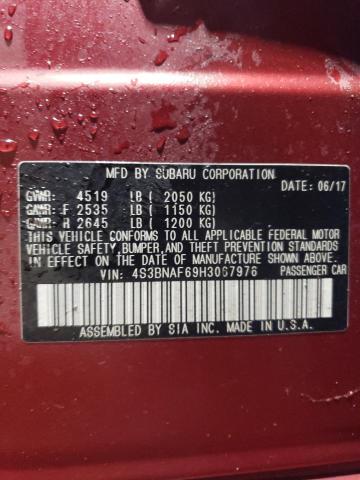 MFD BY SUBARU CORPORATION
DATE: 06/17
GVWR: 4519 LB ( 2050 KG)
GAWR: F 2535 LB ( 1150 KG)
GAWR: R 2645 LB ( 1200 KG)
THIS VEHICLE CONFORMS TO ALL APPLICABLE FEDERAL MOTOR
VEHICLE SAFETY, BUMPER, AND THEFT PREVENTION STANDARDS
IN EFFECT ON THE DATE OF MANUFACTURE SHOWN ABOVE.
VIN: 4S3BNAF69H3067976 PASSENGER CAR
ASSEMBLED BY SIA INC. MADE IN U.S.A.